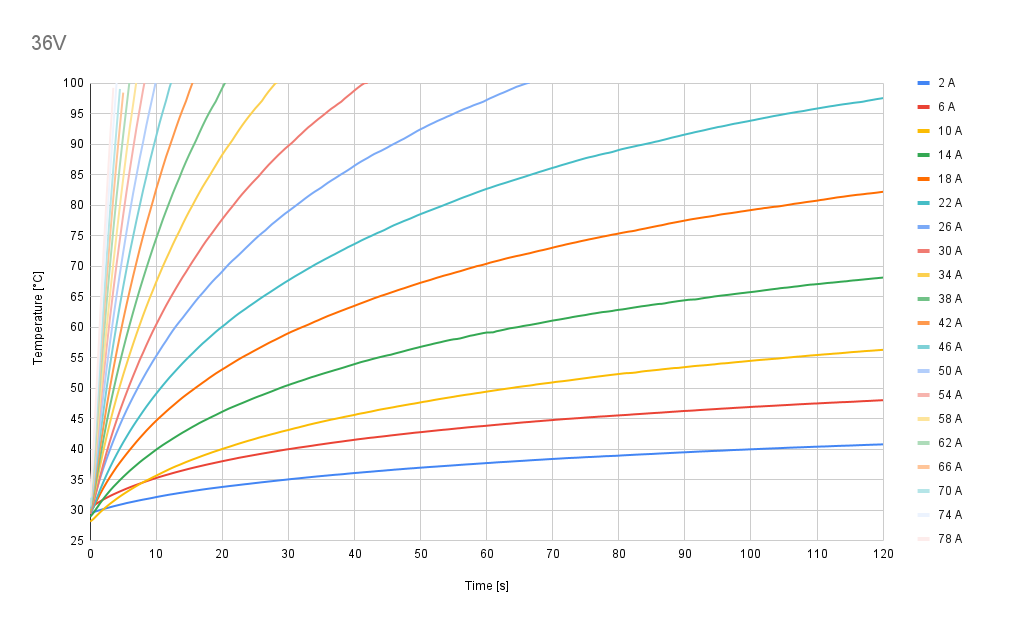 36V
100
95
90
85
80
75
70
65
60
55
50
45
40
35
30
25
Temperature [°C]
0 10 20 30 40 50 60 70 80 90 100 110 120
Time [s]
2 A
6 A
10 A
14 A
18 A
22 A
26 A
30 A
34 A
38 A
42 A
46 A
50 A
54 A
58 A
62 A
66 A
70 A
74 A
78 A